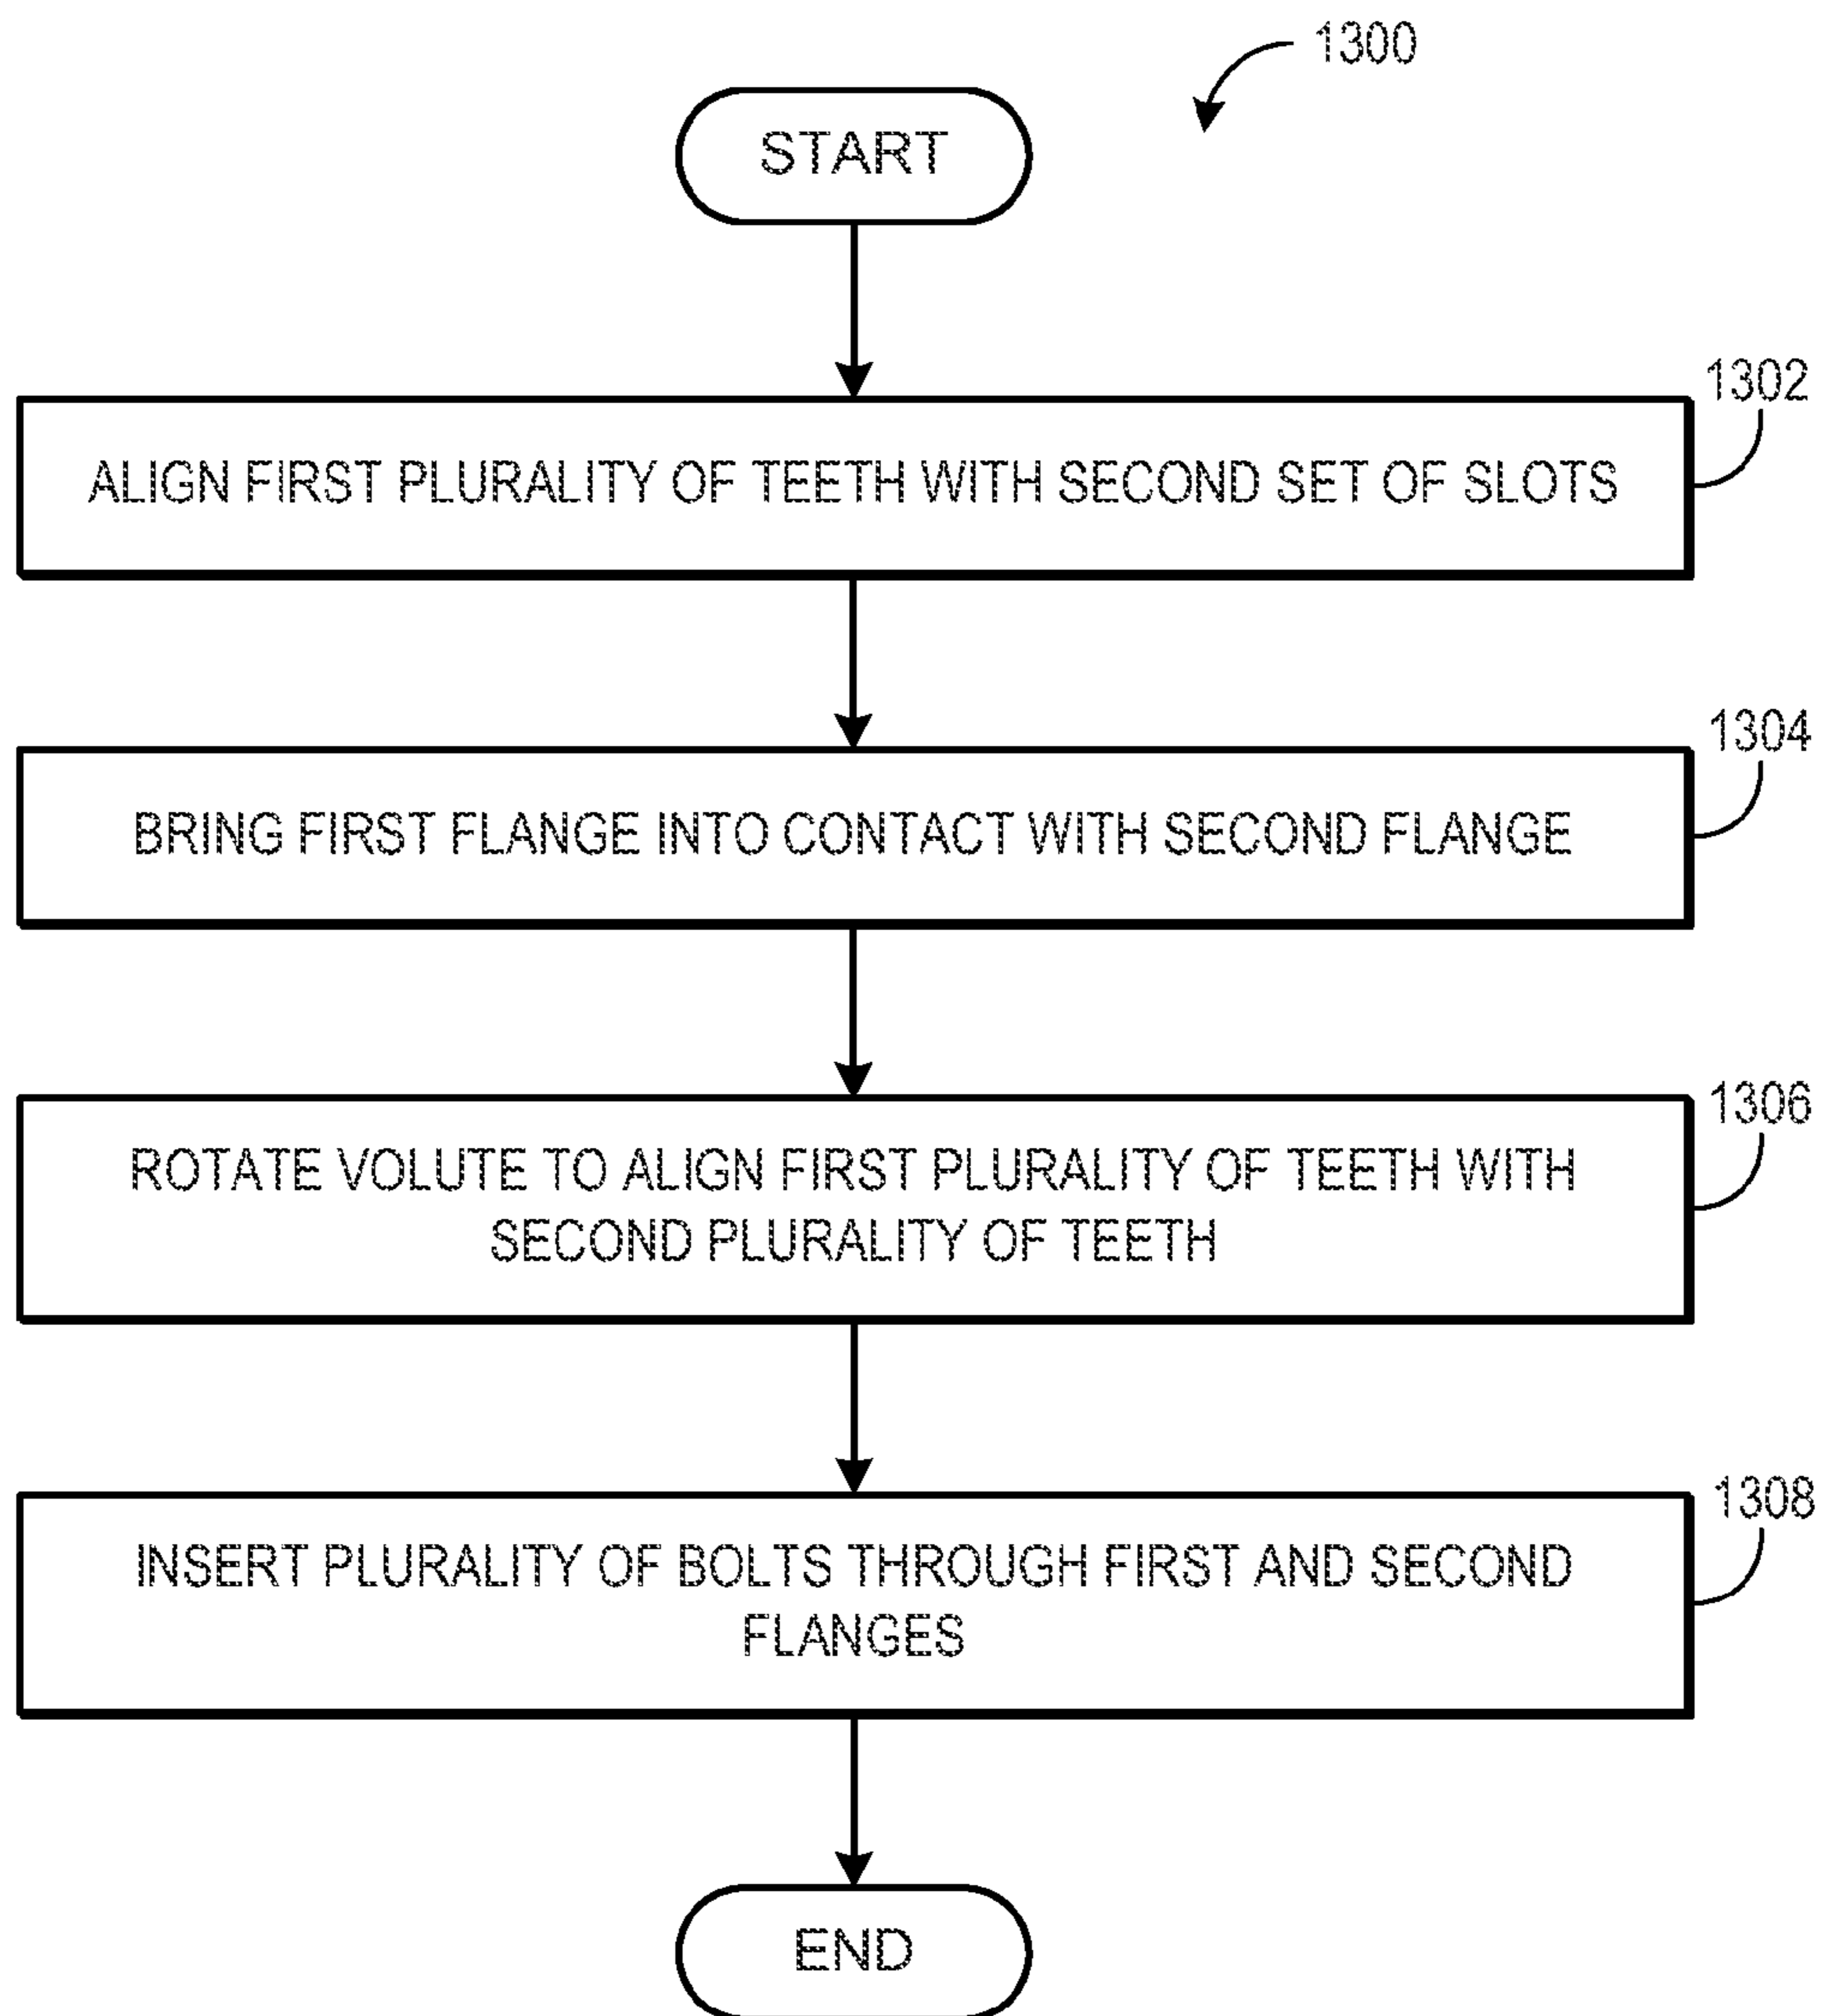 1300
START
1302
ALIGN FIRST PLURALITY OF TEETH WITH SECOND SET OF SLOTS
1304
BRING FIRST FLANGE INTO CONTACT WITH SECOND FLANGE
1306
ROTATE VOLUTE TO ALIGN FIRST PLURALITY OF TEETH WITH
SECOND PLURALITY OF TEETH
1308
INSERT PLURALITY OF BOLTS THROUGH FIRST AND SECOND
FLANGES
END